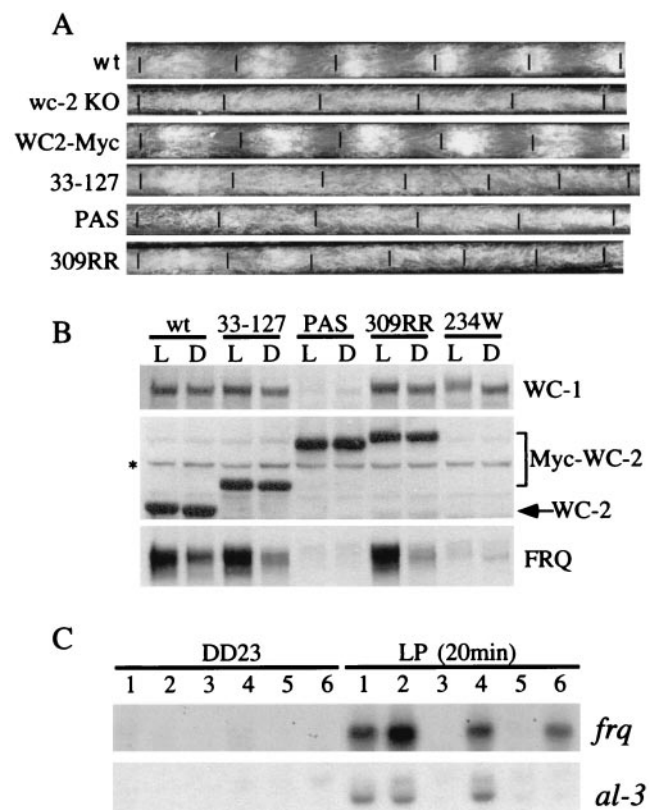 A
wt
wc-2 KO
WC2-Myc
33-127
PAS
309RR
B
wt 33-127 PAS 309RR 234W
L D L D L D L D L D
WC-1
*
Myc-WC-2
WC-2
FRQ
C
DD23 LP (20min)
1 2 3 4 5 6 1 2 3 4 5 6
frq
al-3